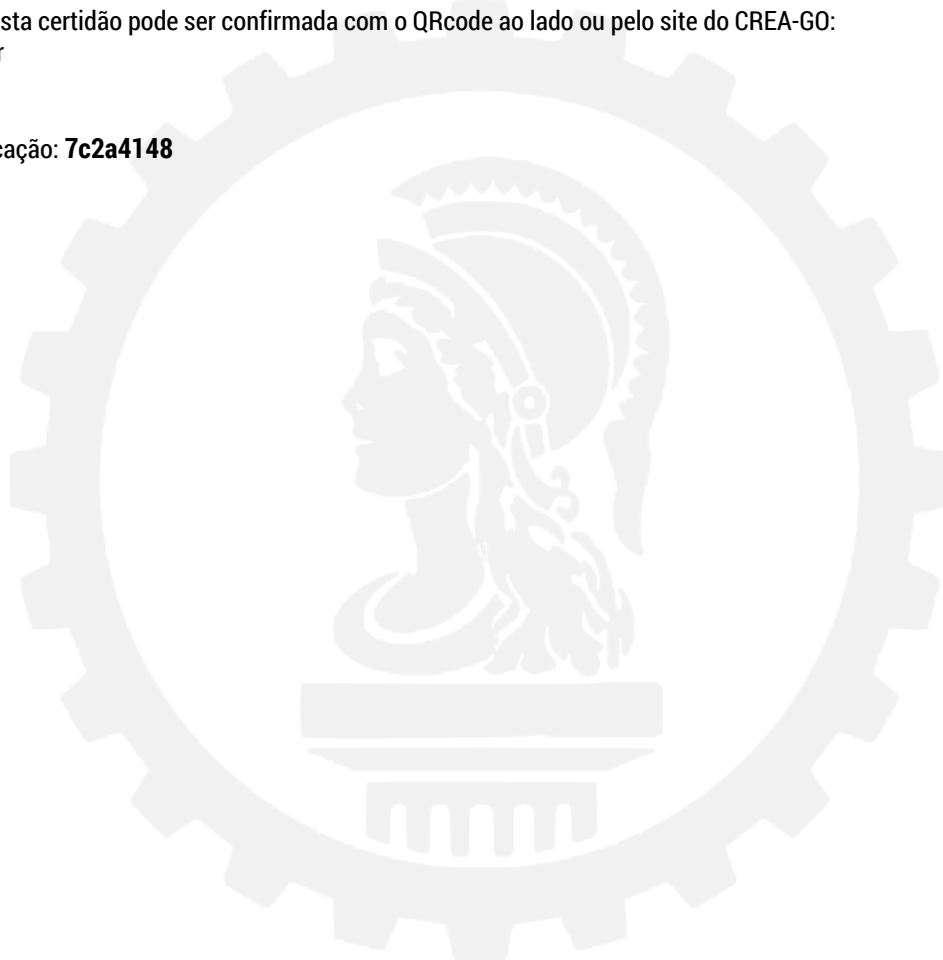 sta certidão pode ser confirmada com o QRcode ao lado ou pelo site do CREA-GO:
r
cação: 7c2a4148